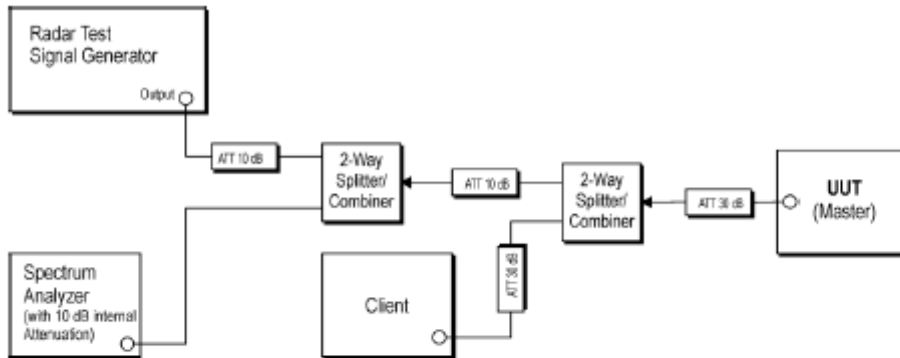 Radar Test
Signal Generator
Output
ATT 10 dB
2-Way
Splitter/
Combiner
ATT 10 dB
2-Way
Splitter/
Combiner
ATT 30 dB
UUT
(Master)
Spectrum
Analyzer
(with 10 dB internal
Attenuation)
Client
ATT 30 dB